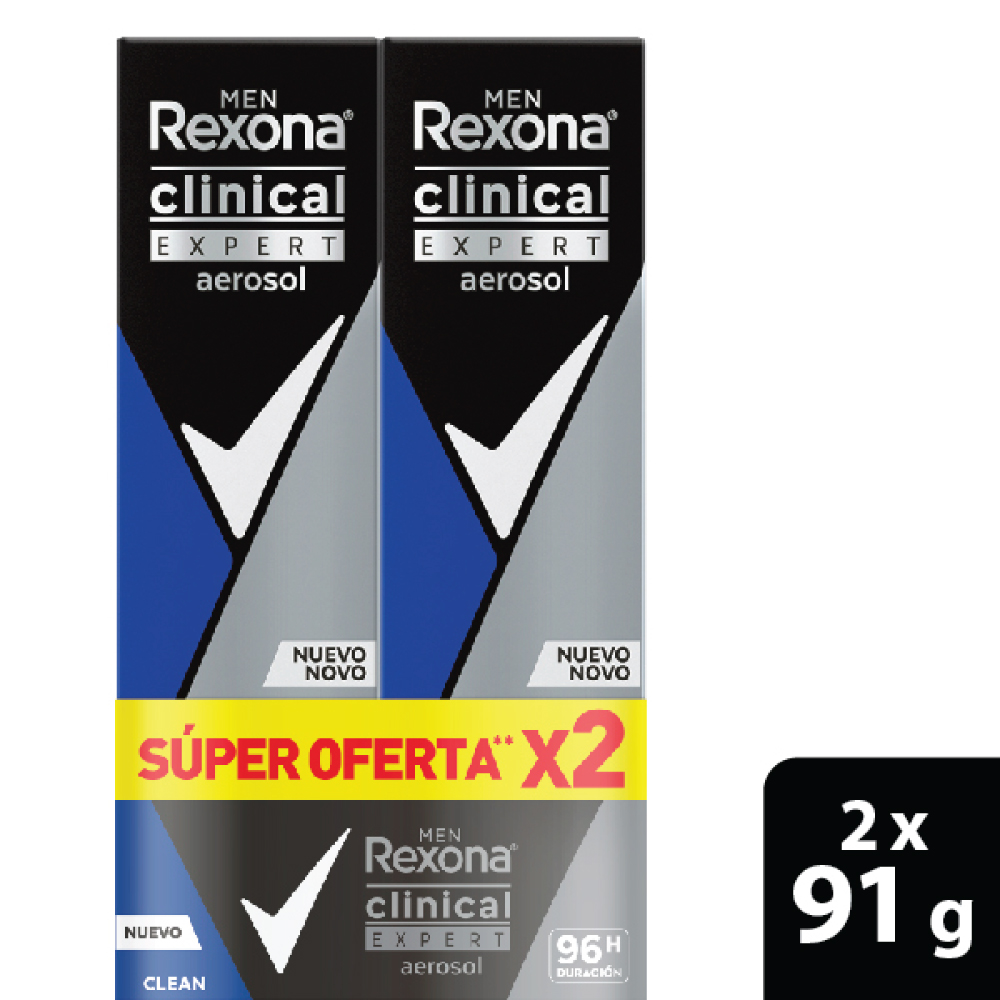 MEN
Rexona®
clinical
EXPERT
aerosol
NUEVO
NOVO
MEN
Rexona®
clinical
EXPERT
aerosol
NUEVO
NOVO
SÚPER OFERTA** X2
MEN
Rexona®
clinical
EXPERT
aerosol
NUEVO
CLEAN
96H
DURACIÓN
2 x
91 g